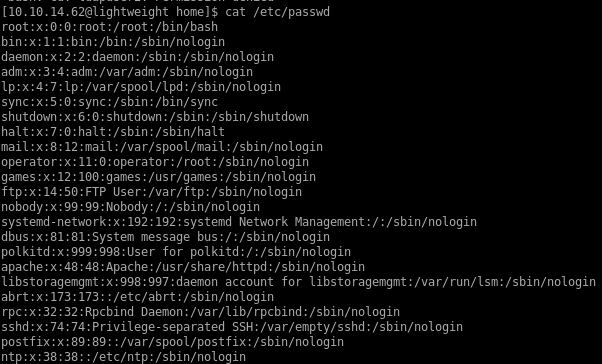 [10.10.14.62@lightweight home]$ cat /etc/passwd
root:x:0:0:root:/root:/bin/bash
bin:x:1:1:bin:/bin:/sbin/nologin
daemon:x:2:2:daemon:/sbin:/sbin/nologin
adm:x:3:4:adm:/var/adm:/sbin/nologin
lp:x:4:7:lp:/var/spool/lpd:/sbin/nologin
sync:x:5:0:sync:/sbin:/bin/sync
shutdown:x:6:0:shutdown:/sbin:/sbin/shutdown
halt:x:7:0:halt:/sbin:/sbin/halt
mail:x:8:12:mail:/var/spool/mail:/sbin/nologin
operator:x:11:0:operator:/root:/sbin/nologin
games:x:12:100:games:/usr/games:/sbin/nologin
ftp:x:14:50:FTP User:/var/ftp:/sbin/nologin
nobody:x:99:99:Nobody:/:/sbin/nologin
systemd-network:x:192:192:systemd Network Management:/:/sbin/nologin
dbus:x:81:81:System message bus:/:/sbin/nologin
polkitd:x:999:998:User for polkitd:/:/sbin/nologin
apache:x:48:48:Apache:/usr/share/httpd:/sbin/nologin
libstoragemgmt:x:998:997:daemon account for libstoragemgmt:/var/run/lsm:/sbin/nologin
abrt:x:173:173::/etc/abrt:/sbin/nologin
rpc:x:32:32:Rpcbind Daemon:/var/lib/rpcbind:/sbin/nologin
sshd:x:74:74:Privilege-separated SSH:/var/empty/sshd:/sbin/nologin
postfix:x:89:89::/var/spool/postfix:/sbin/nologin
ntp:x:38:38::/etc/ntp:/sbin/nologin